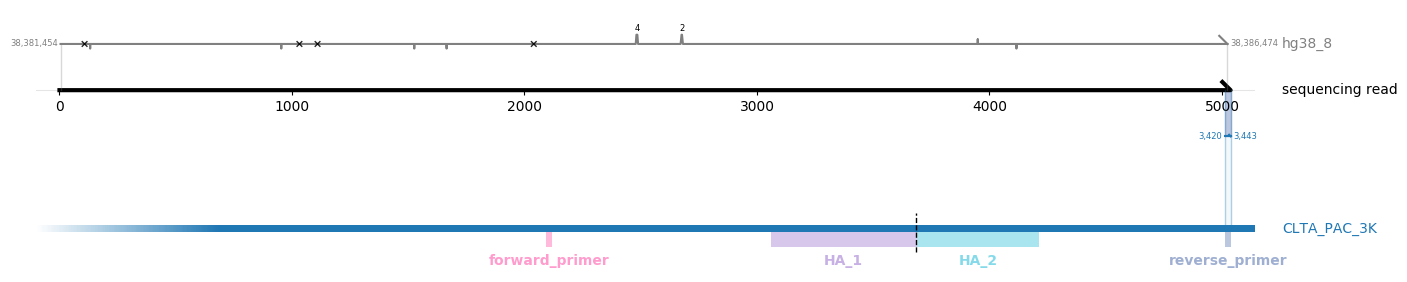 4 2
38,381,454 38,386,474 hg38_8
sequencing read
0 1000 2000 3000 4000 5000
3,420 3,443
CLTA_PAC_3K
forward_primer HA_1 HA_2 reverse_primer